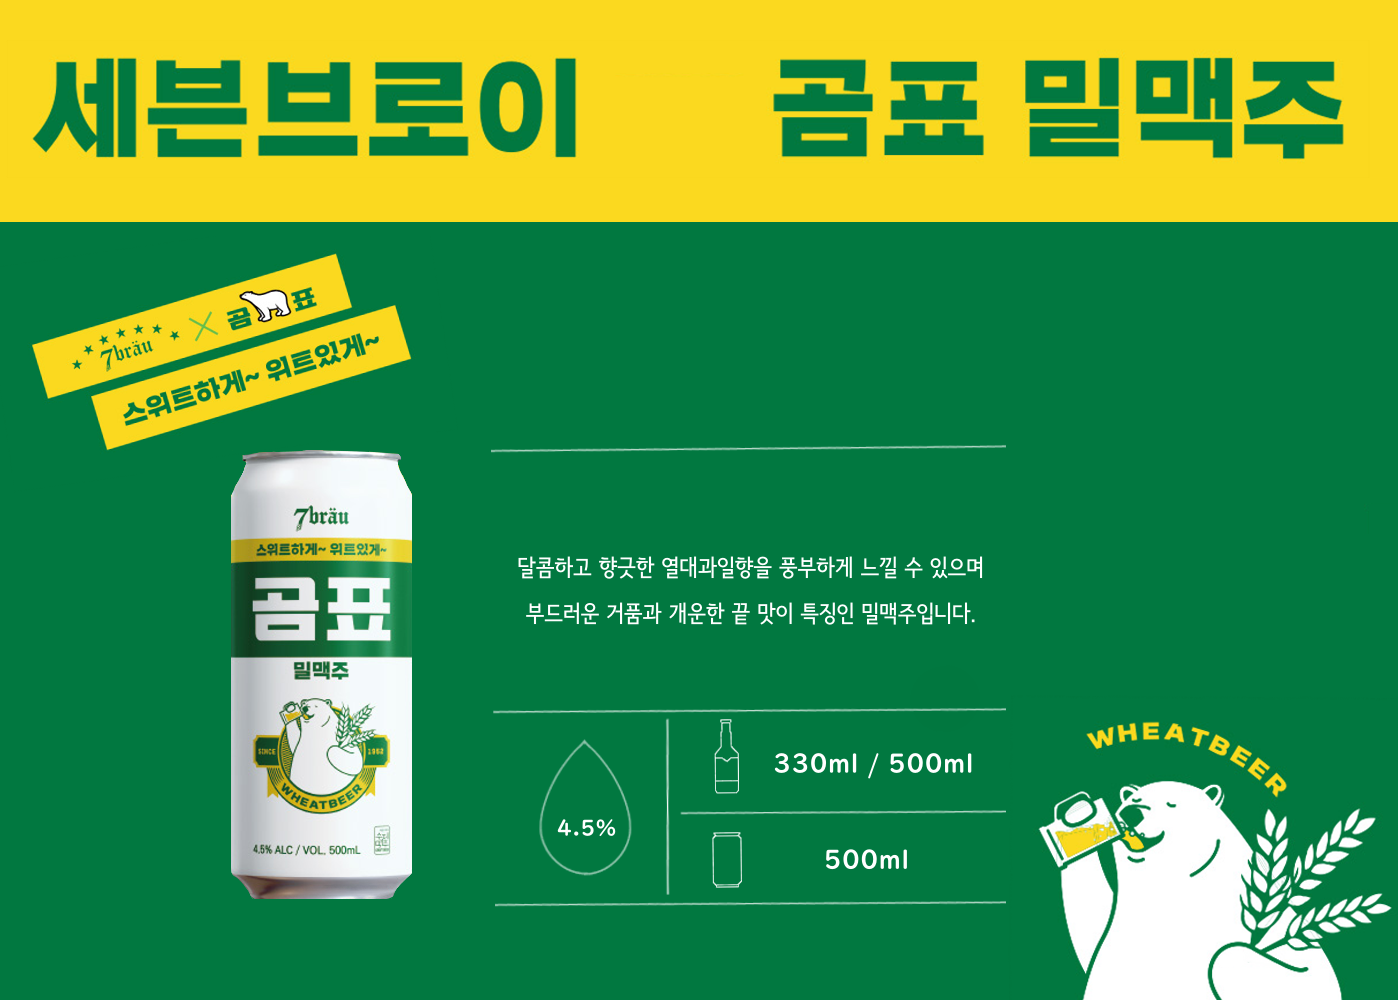 세븐브로이 곰표 밀맥주
7bräu × 곰표
스위트하게~ 위트있게~
7bräu
스위트하게~ 위트있게~
곰표
밀맥주
SINCE 1952
WHEATBEER
4.5% ALC / VOL. 500mL
달콤하고 향긋한 열대과일향을 풍부하게 느낄 수 있으며
부드러운 거품과 개운한 끝 맛이 특징인 밀맥주입니다.
4.5%
330ml / 500ml
500ml
WHEATBEER